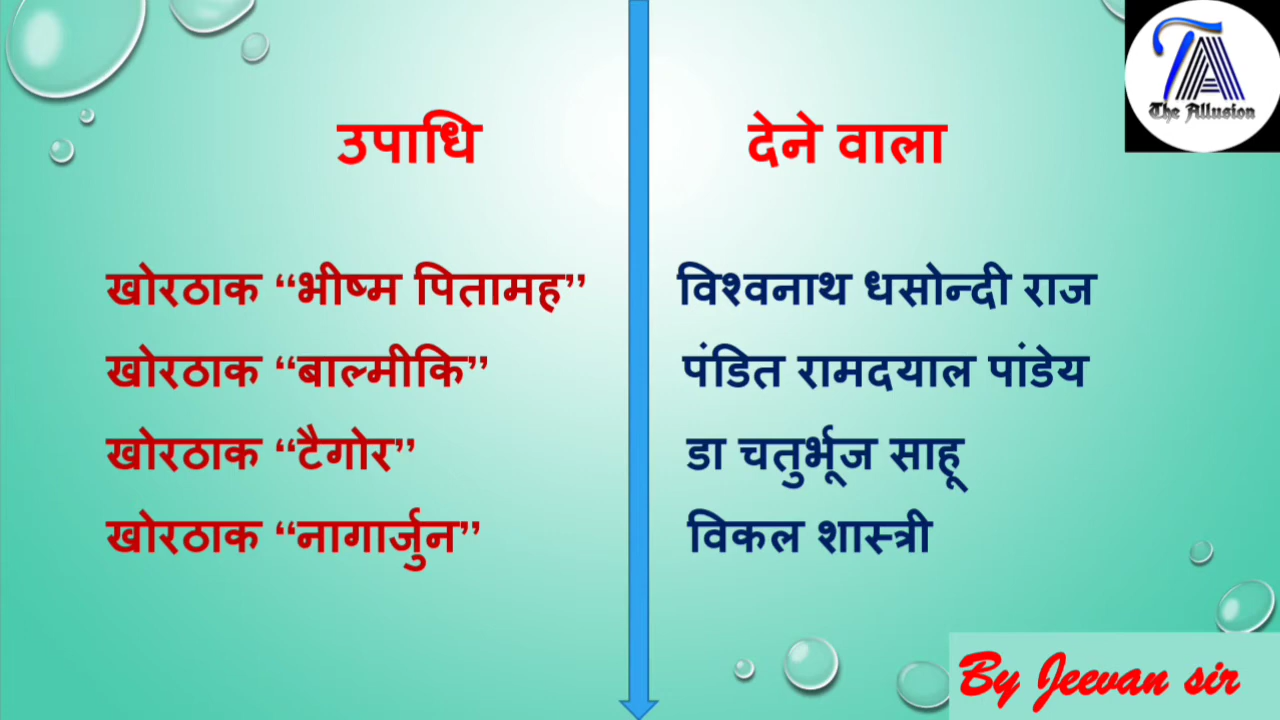 The Allusion
उपाधि देने वाला
खोरठाक “भीष्म पितामह” विश्वनाथ धसोन्दी राज
खोरठाक “बाल्मीकि” पंडित रामदयाल पांडेय
खोरठाक “टैगोर” डा चतुर्भूज साहू
खोरठाक “नागार्जुन” विकल शास्त्री
By Jeevan sir